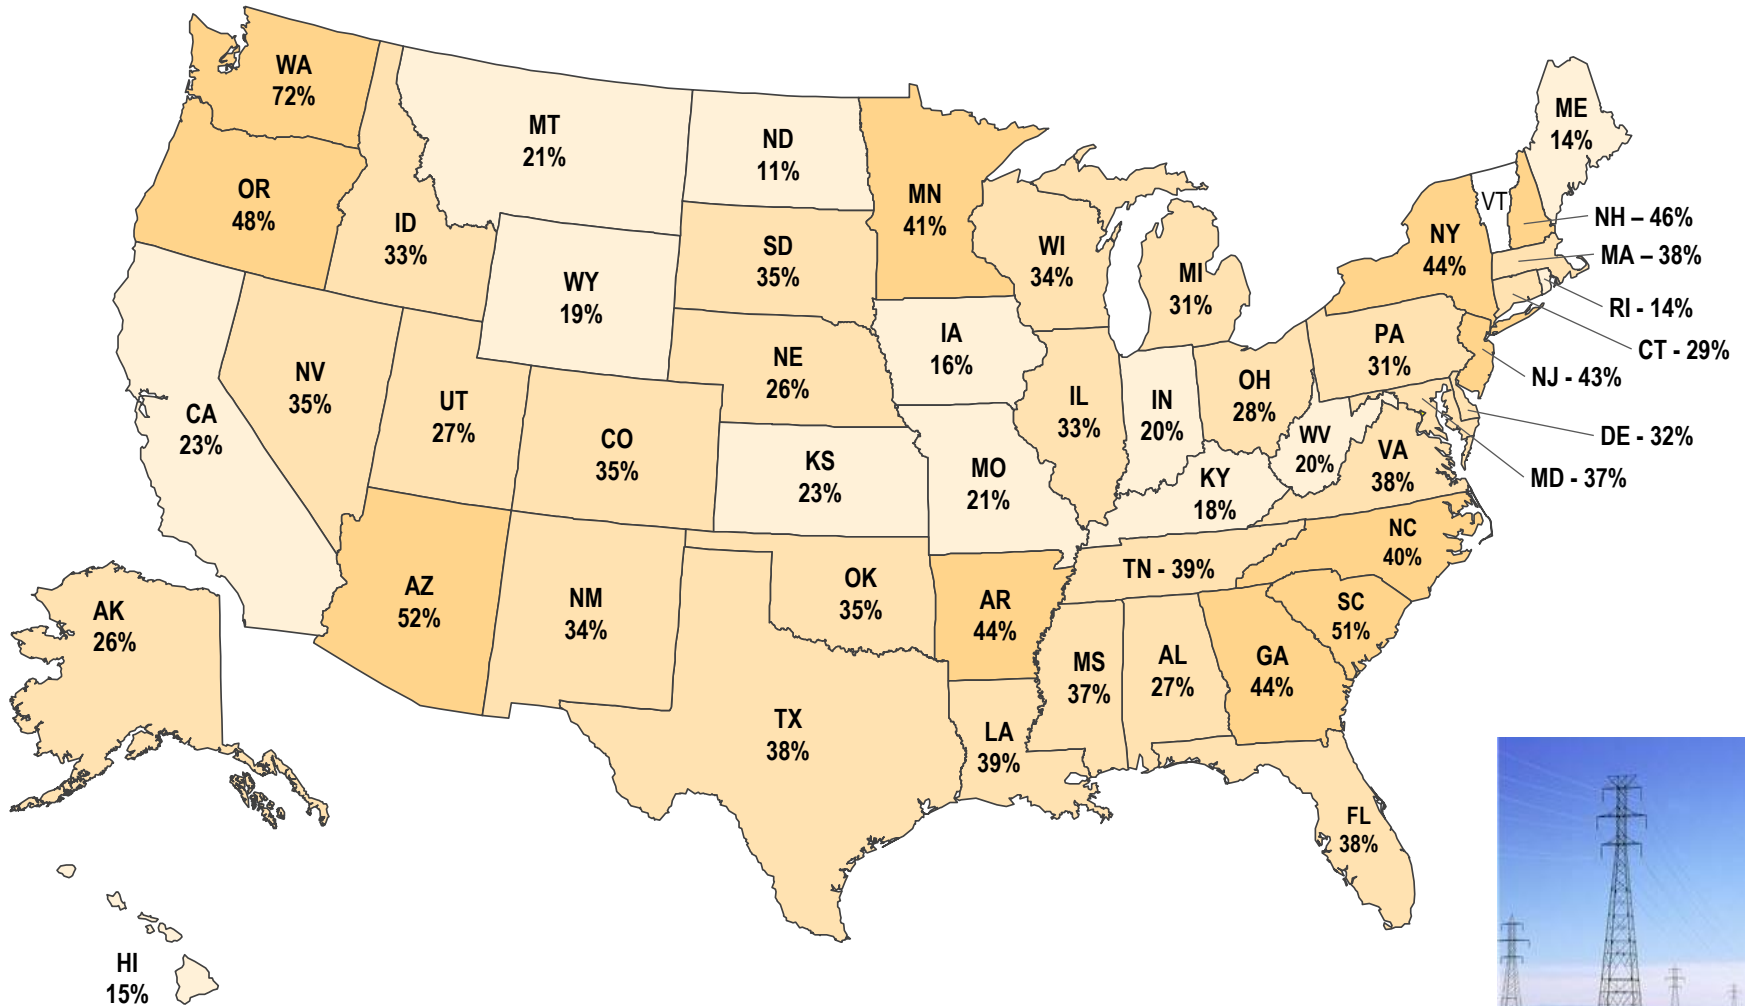 WA
72%
MT
21%
ND
11%
ME
14%
OR
48%
ID
33%
MN
41%
VT
NH – 46%
SD
35%
WI
34%
NY
44%
MA – 38%
WY
19%
MI
31%
RI - 14%
IA
16%
PA
31%
CT - 29%
NV
35%
NE
26%
NJ - 43%
UT
27%
IL
33%
IN
20%
OH
28%
CA
23%
CO
35%
WV
20%
DE - 32%
KS
23%
MO
21%
KY
18%
VA
38%
MD - 37%
NC
40%
TN - 39%
AZ
52%
NM
34%
OK
35%
AR
44%
SC
51%
AK
26%
MS
37%
AL
27%
GA
44%
TX
38%
LA
39%
FL
38%
HI
15%